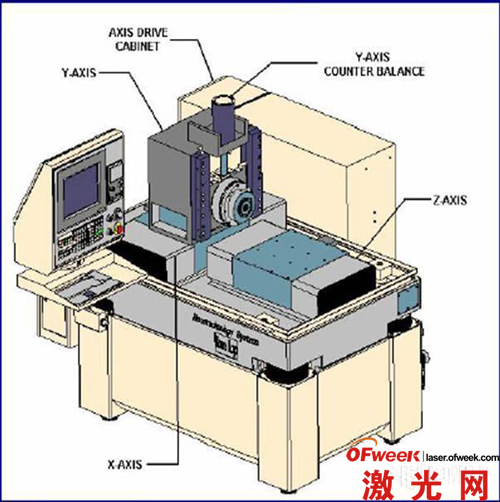 AXIS DRIVE
CABINET
Y-AXIS
COUNTER BALANCE
Y-AXIS
Z-AXIS
X-AXIS
OFweek laser.ofweek.com
激光网